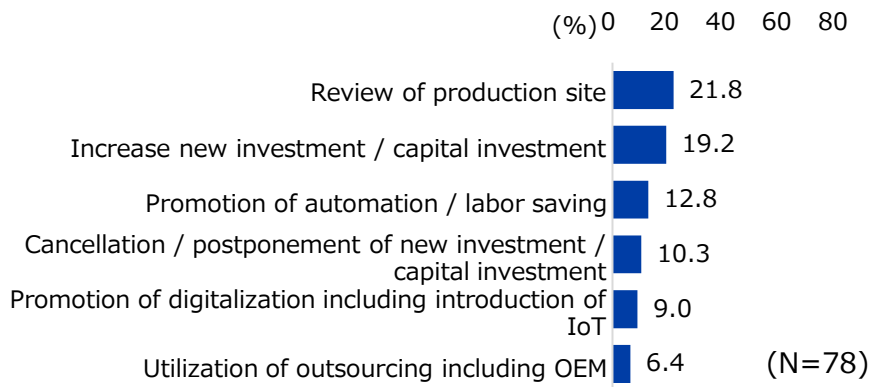 (%) 0 20 40 60 80
Review of production site 21.8
Increase new investment / capital investment 19.2
Promotion of automation / labor saving 12.8
Cancellation / postponement of new investment /
capital investment 10.3
Promotion of digitalization including introduction of
IoT 9.0
Utilization of outsourcing including OEM 6.4 (N=78)